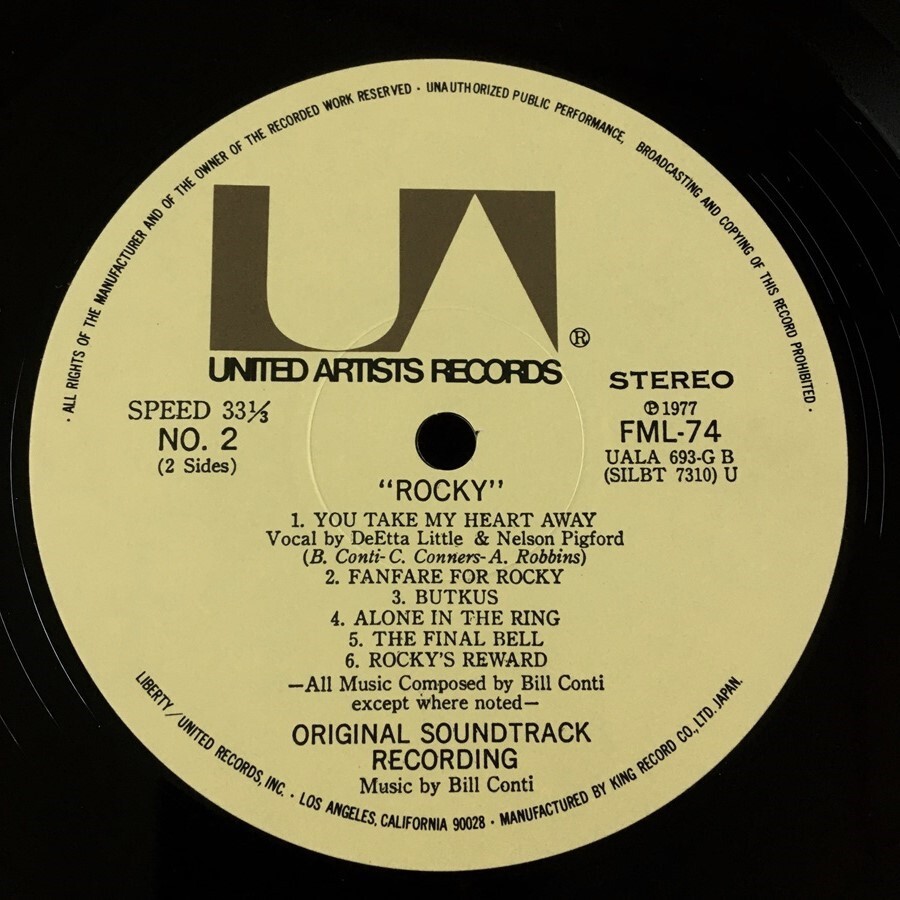 · ALL RIGHTS OF THE MANUFACTURER AND OF THE OWNER OF THE RECORDED WORK RESERVED · UNAUTHORIZED PUBLIC PERFORMANCE, BROADCASTING AND COPYING OF THIS RECORD PROHIBITED ·
UA ®
UNITED ARTISTS RECORDS
SPEED 33⅓
NO. 2
(2 Sides)
STEREO
℗ 1977
FML-74
UALA 693-G B
(SILBT 7310) U
"ROCKY"
1. YOU TAKE MY HEART AWAY
Vocal by DeEtta Little & Nelson Pigford
(B. Conti-C. Conners-A. Robbins)
2. FANFARE FOR ROCKY
3. BUTKUS
4. ALONE IN THE RING
5. THE FINAL BELL
6. ROCKY'S REWARD
—All Music Composed by Bill Conti
except where noted—
ORIGINAL SOUNDTRACK
RECORDING
Music by Bill Conti
LIBERTY/UNITED RECORDS, INC. · LOS ANGELES, CALIFORNIA 90028 · MANUFACTURED BY KING RECORD CO., LTD. JAPAN.